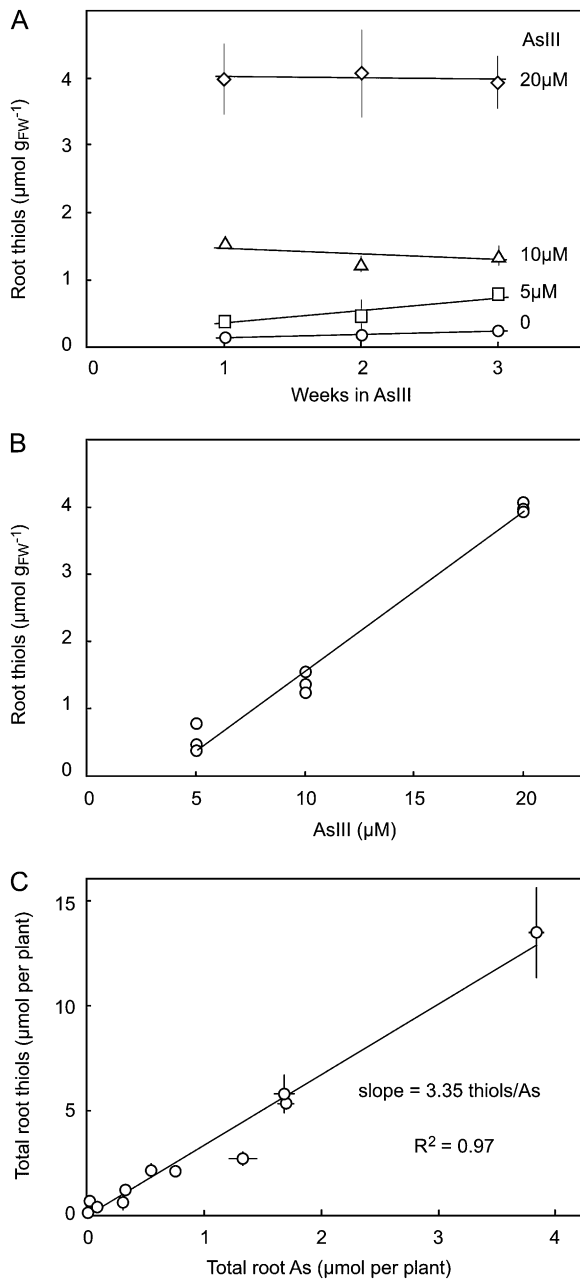 A
AsIII
20µM
10µM
5µM
0
Root thiols (µmol gFW-1)
4
3
2
1
0
0 1 2 3
Weeks in AsIII
B
Root thiols (µmol gFW-1)
4
3
2
1
0
0 5 10 15 20
AsIII (µM)
C
Total root thiols (µmol per plant)
15
10
5
0
slope = 3.35 thiols/As
R2 = 0.97
0 1 2 3 4
Total root As (µmol per plant)